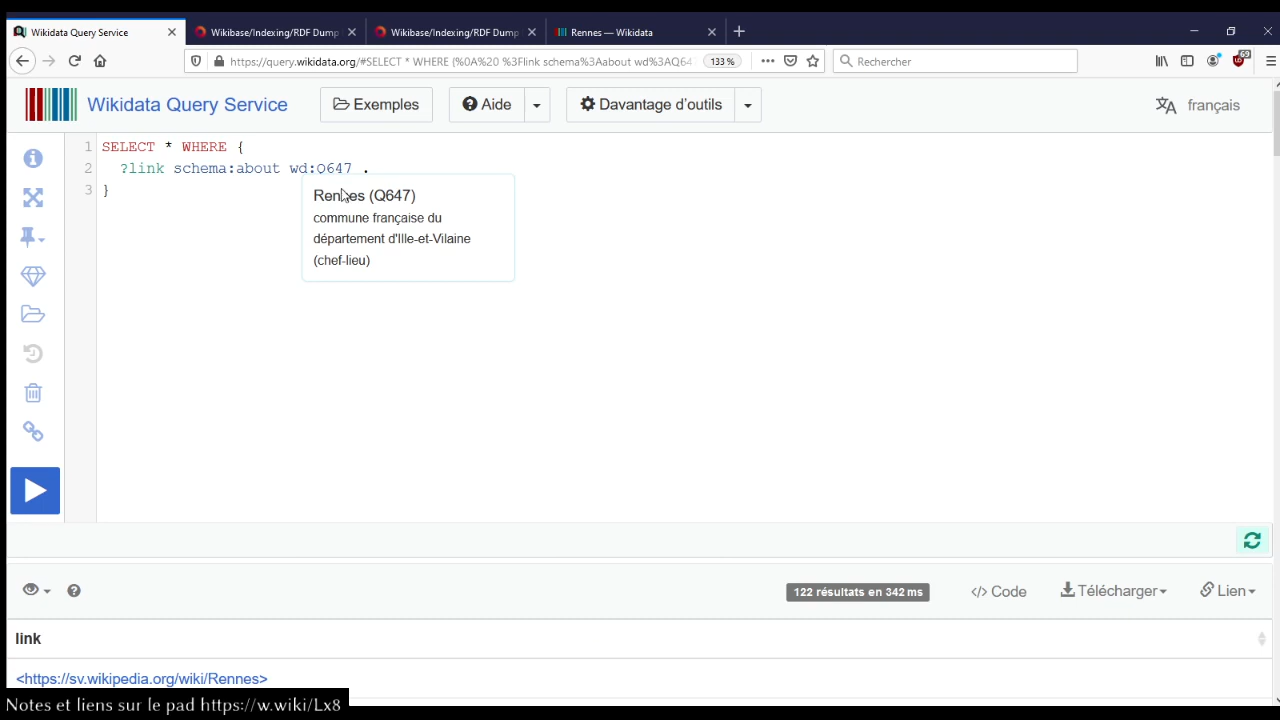 Wikidata Query Service
Wikibase/Indexing/RDF Dump
Wikibase/Indexing/RDF Dump
Rennes — Wikidata
https://query.wikidata.org/#SELECT * WHERE {%0A%20 %3Flink schema%3Aabout wd%3AQ64
133 %
Rechercher
69
Wikidata Query Service
Exemples
Aide
Davantage d'outils
français
1 SELECT * WHERE {
2 ?link schema:about wd:Q647 .
3 }
Rennes (Q647)
commune française du
département d'Ille-et-Vilaine
(chef-lieu)
122 résultats en 342 ms
</> Code
Télécharger
Lien
link
<https://sv.wikipedia.org/wiki/Rennes>
Notes et liens sur le pad https://w.wiki/Lx8